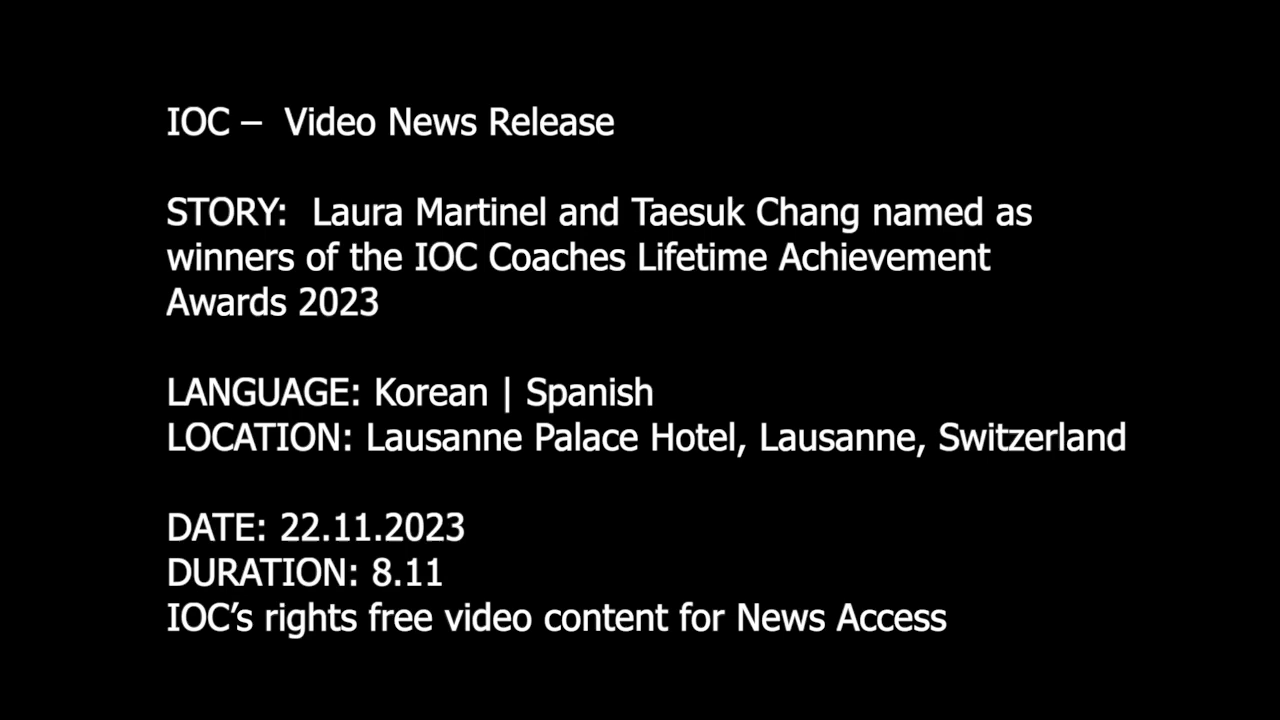 IOC –  Video News Release
STORY:  Laura Martinel and Taesuk Chang named as
winners of the IOC Coaches Lifetime Achievement
Awards 2023
LANGUAGE: Korean | Spanish
LOCATION: Lausanne Palace Hotel, Lausanne, Switzerland
DATE: 22.11.2023
DURATION: 8.11
IOC’s rights free video content for News Access